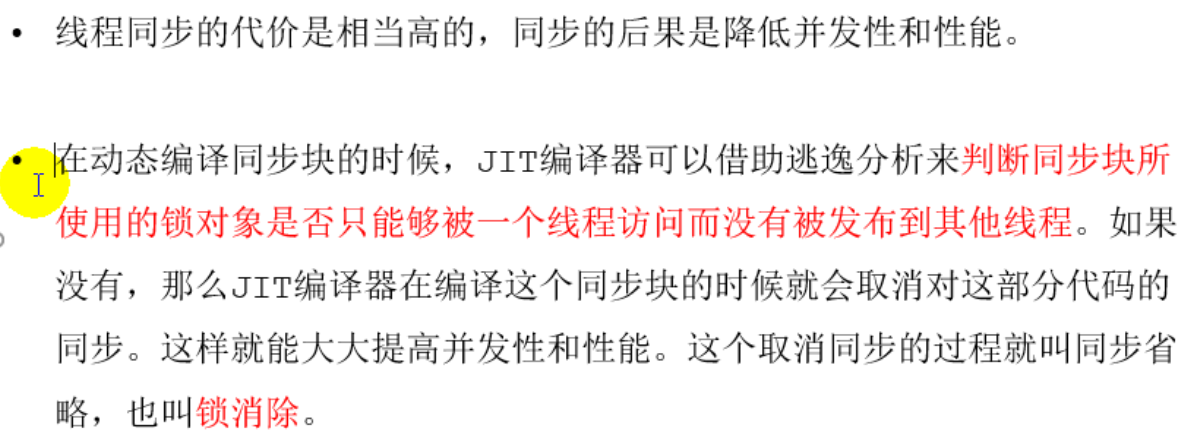 • 线程同步的代价是相当高的，同步的后果是降低并发性和性能。
• 在动态编译同步块的时候，JIT编译器可以借助逃逸分析来判断同步块所
使用的锁对象是否只能够被一个线程访问而没有被发布到其他线程。如果
没有，那么JIT编译器在编译这个同步块的时候就会取消对这部分代码的
同步。这样就能大大提高并发性和性能。这个取消同步的过程就叫同步省
略，也叫锁消除。